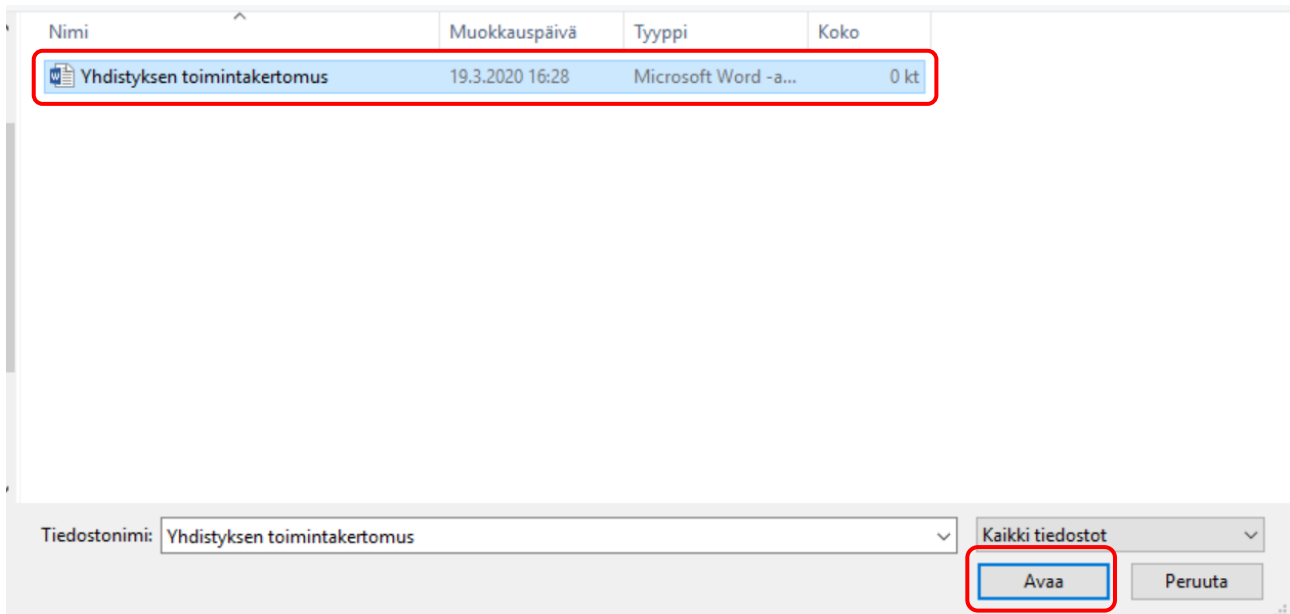 Nimi Muokkauspäivä Tyyppi Koko
Yhdistyksen toimintakertomus 19.3.2020 16:28 Microsoft Word -a... 0 kt
Tiedostonimi: Yhdistyksen toimintakertomus Kaikki tiedostot
Avaa Peruuta